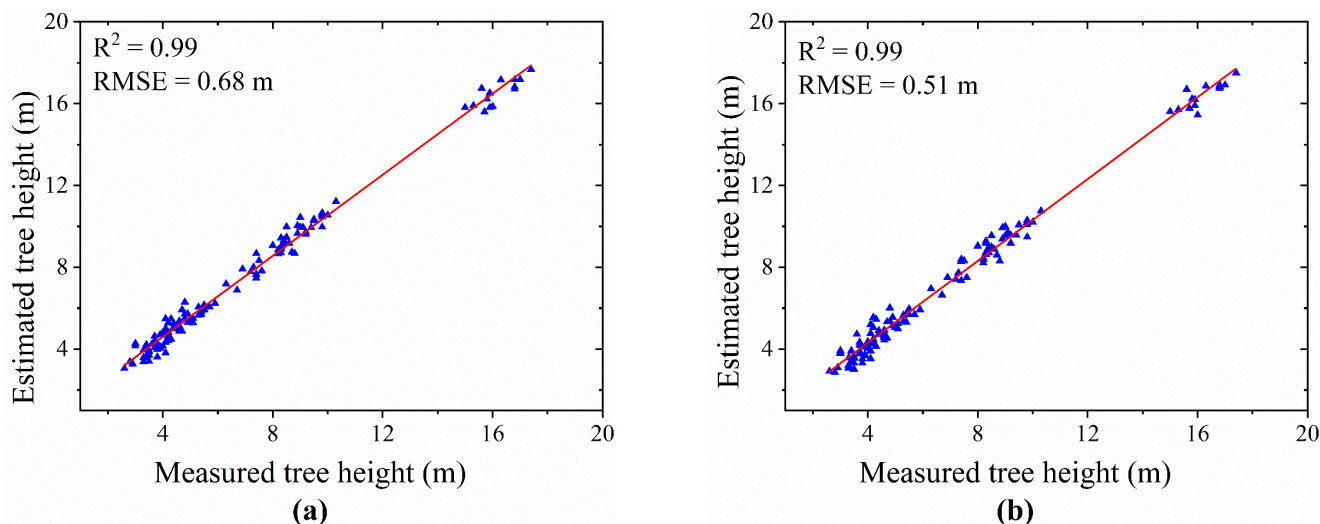 20
16
12
8
4
R² = 0.99
RMSE = 0.68 m
Estimated tree height (m)
4 8 12 16 20
Measured tree height (m)
(a)
20
16
12
8
4
R² = 0.99
RMSE = 0.51 m
Estimated tree height (m)
4 8 12 16 20
Measured tree height (m)
(b)